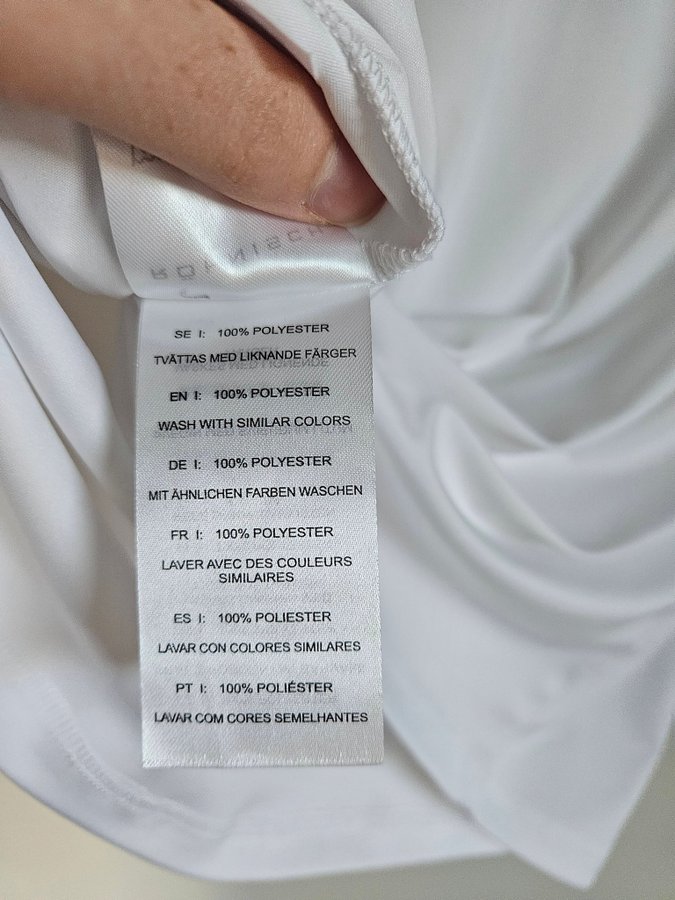 SE I: 100% POLYESTER
TVÄTTAS MED LIKNANDE FÄRGER
EN I: 100% POLYESTER
WASH WITH SIMILAR COLORS
DE I: 100% POLYESTER
MIT ÄHNLICHEN FARBEN WASCHEN
FR I: 100% POLYESTER
LAVER AVEC DES COULEURS
SIMILAIRES
ES I: 100% POLIESTER
LAVAR CON COLORES SIMILARES
PT I: 100% POLIÉSTER
LAVAR COM CORES SEMELHANTES